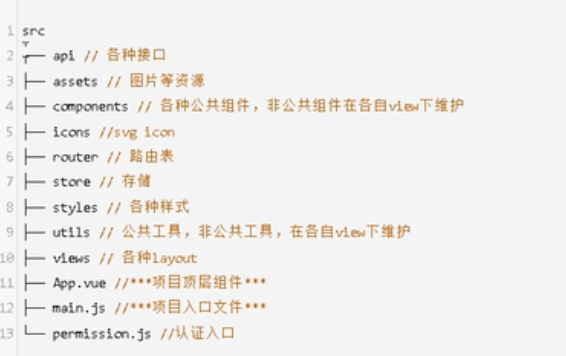 1 src
2 ├── api // 各种接口
3 ├── assets // 图片等资源
4 ├── components // 各种公共组件，非公共组件在各自view下维护
5 ├── icons //svg icon
6 ├── router // 路由表
7 ├── store // 存储
8 ├── styles // 各种样式
9 ├── utils // 公共工具，非公共工具，在各自view下维护
10 ├── views // 各种layout
11 ├── App.vue //***项目顶层组件***
12 ├── main.js //***项目入口文件***
13 └── permission.js //认证入口